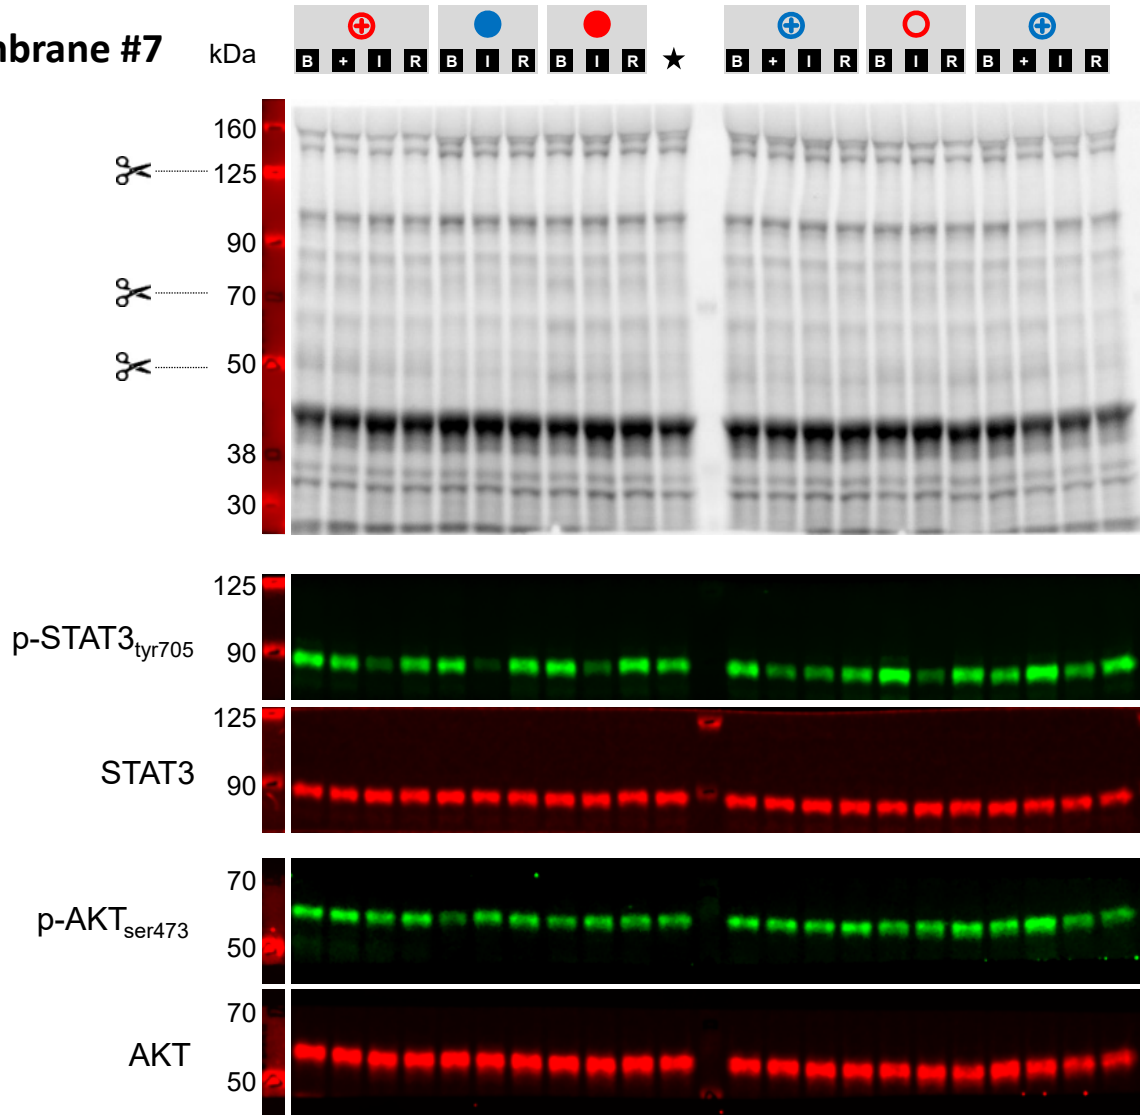 nbrane #7 kDa
B + I R B I R B I R ★ B + I R B I R B + I R
160
125
90
70
50
38
30
125
p-STAT3tyr705 90
125
STAT3
90
70
p-AKTser473
50
70
AKT
50